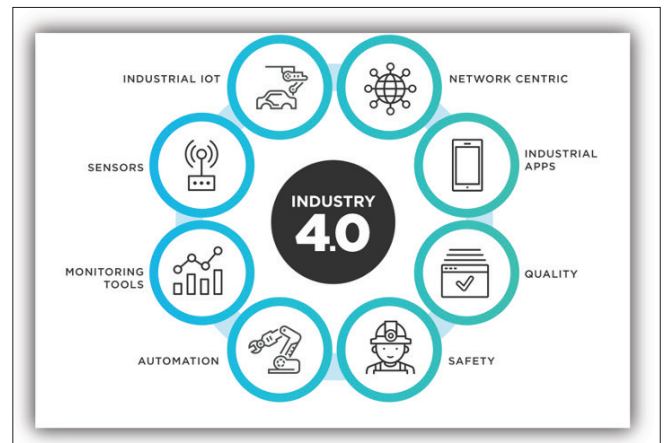 INDUSTRIAL IOT
NETWORK CENTRIC
SENSORS
INDUSTRIAL
APPS
INDUSTRY
4.0
MONITORING
TOOLS
QUALITY
AUTOMATION
SAFETY